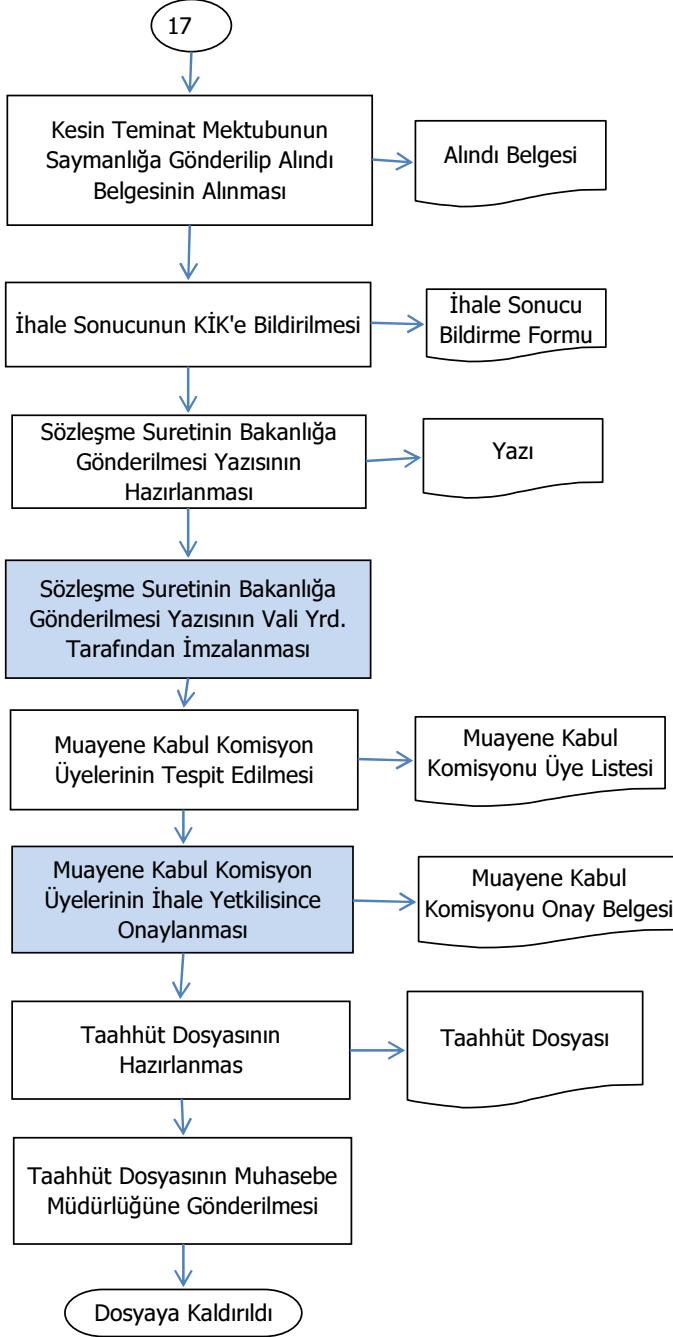 17
Kesin Teminat Mektubunun
Saymanlığa Gönderilip Alındı
Belgesinin Alınması
Alındı Belgesi
İhale Sonucunun KİK'e Bildirilmesi
İhale Sonucu
Bildirme Formu
Sözleşme Suretinin Bakanlığa
Gönderilmesi Yazısının
Hazırlanması
Yazı
Sözleşme Suretinin Bakanlığa
Gönderilmesi Yazısının Vali Yrd.
Tarafından İmzalanması
Muayene Kabul Komisyon
Üyelerinin Tespit Edilmesi
Muayene Kabul
Komisyonu Üye Listesi
Muayene Kabul Komisyon
Üyelerinin İhale Yetkilisince
Onaylanması
Muayene Kabul
Komisyonu Onay Belgesi
Taahhüt Dosyasının
Hazırlanmas
Taahhüt Dosyası
Taahhüt Dosyasının Muhasebe
Müdürlüğüne Gönderilmesi
Dosyaya Kaldırıldı